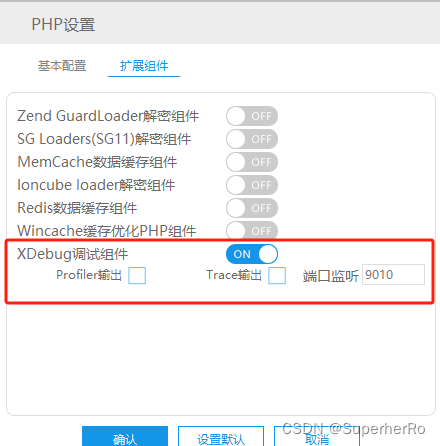 PHP设置
基本配置 扩展组件
Zend GuardLoader解密组件 OFF
SG Loaders(SG11)解密组件 OFF
MemCache数据缓存组件 OFF
Ioncube loader解密组件 OFF
Redis数据缓存组件 OFF
Wincache缓存优化PHP组件 OFF
XDebug调试组件 ON
Profiler输出 Trace输出 端口监听 9010
确认 设置默认 取消
CSDN @SuperherRo